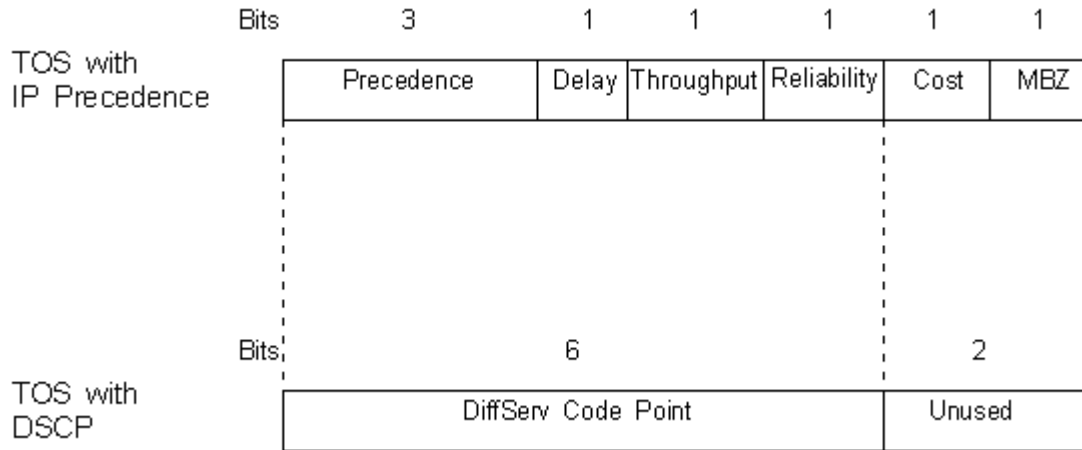 Bits 3 1 1 1 1 1
TOS with
IP Precedence
Precedence Delay Throughput Reliability Cost MBZ
Bits 6 2
TOS with
DSCP
DiffServ Code Point Unused